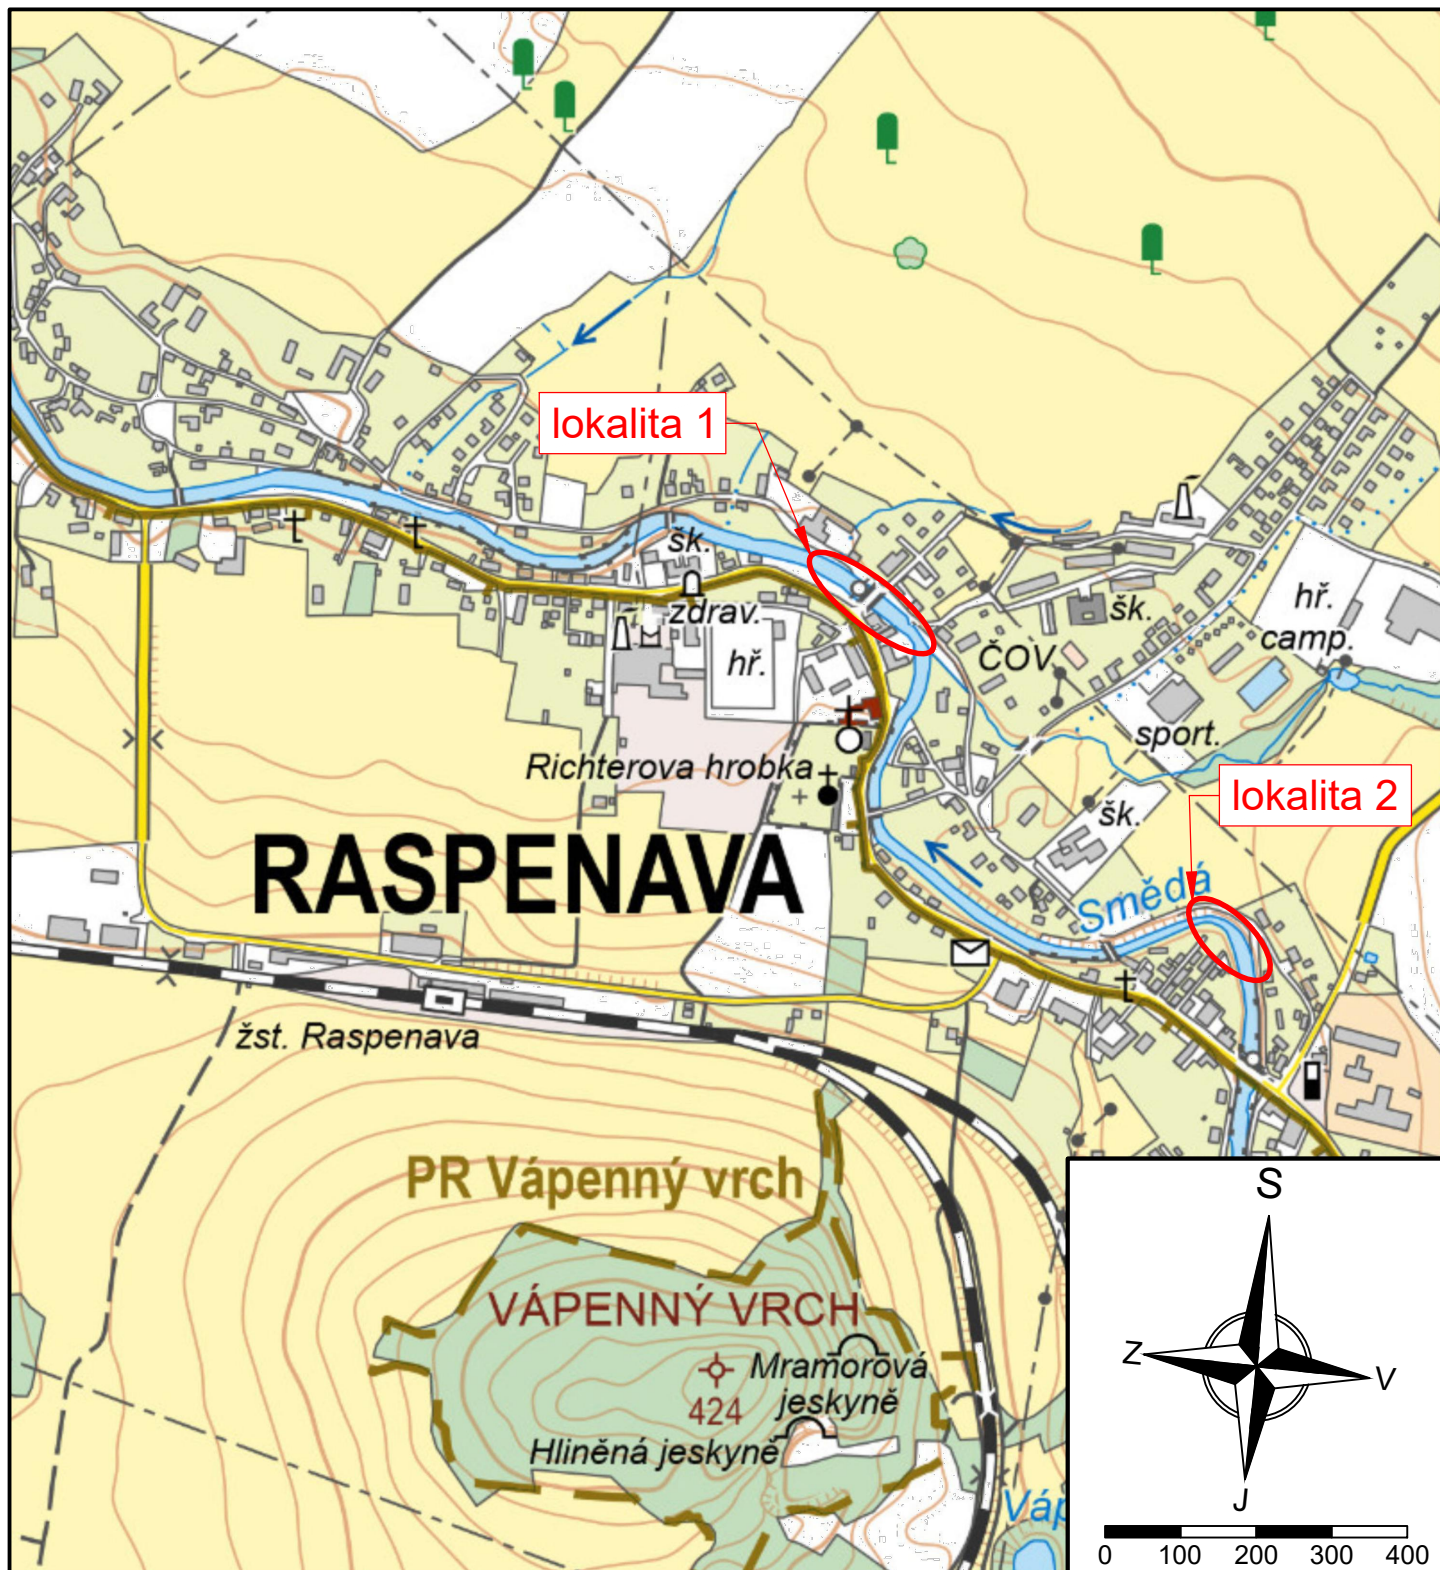 lokalita 1
šk.
zdrav.
hř.
ČOV
šk.
hř.
camp.
sport.
Richterova hrobka
lokalita 2
šk.
RASPENAVA
Smědá
žst. Raspenava
PR Vápenný vrch
VÁPENNÝ VRCH
Mramorová
jeskyně
424
Hliněná jeskyně
Váp
S
Z
V
J
0 100 200 300 400